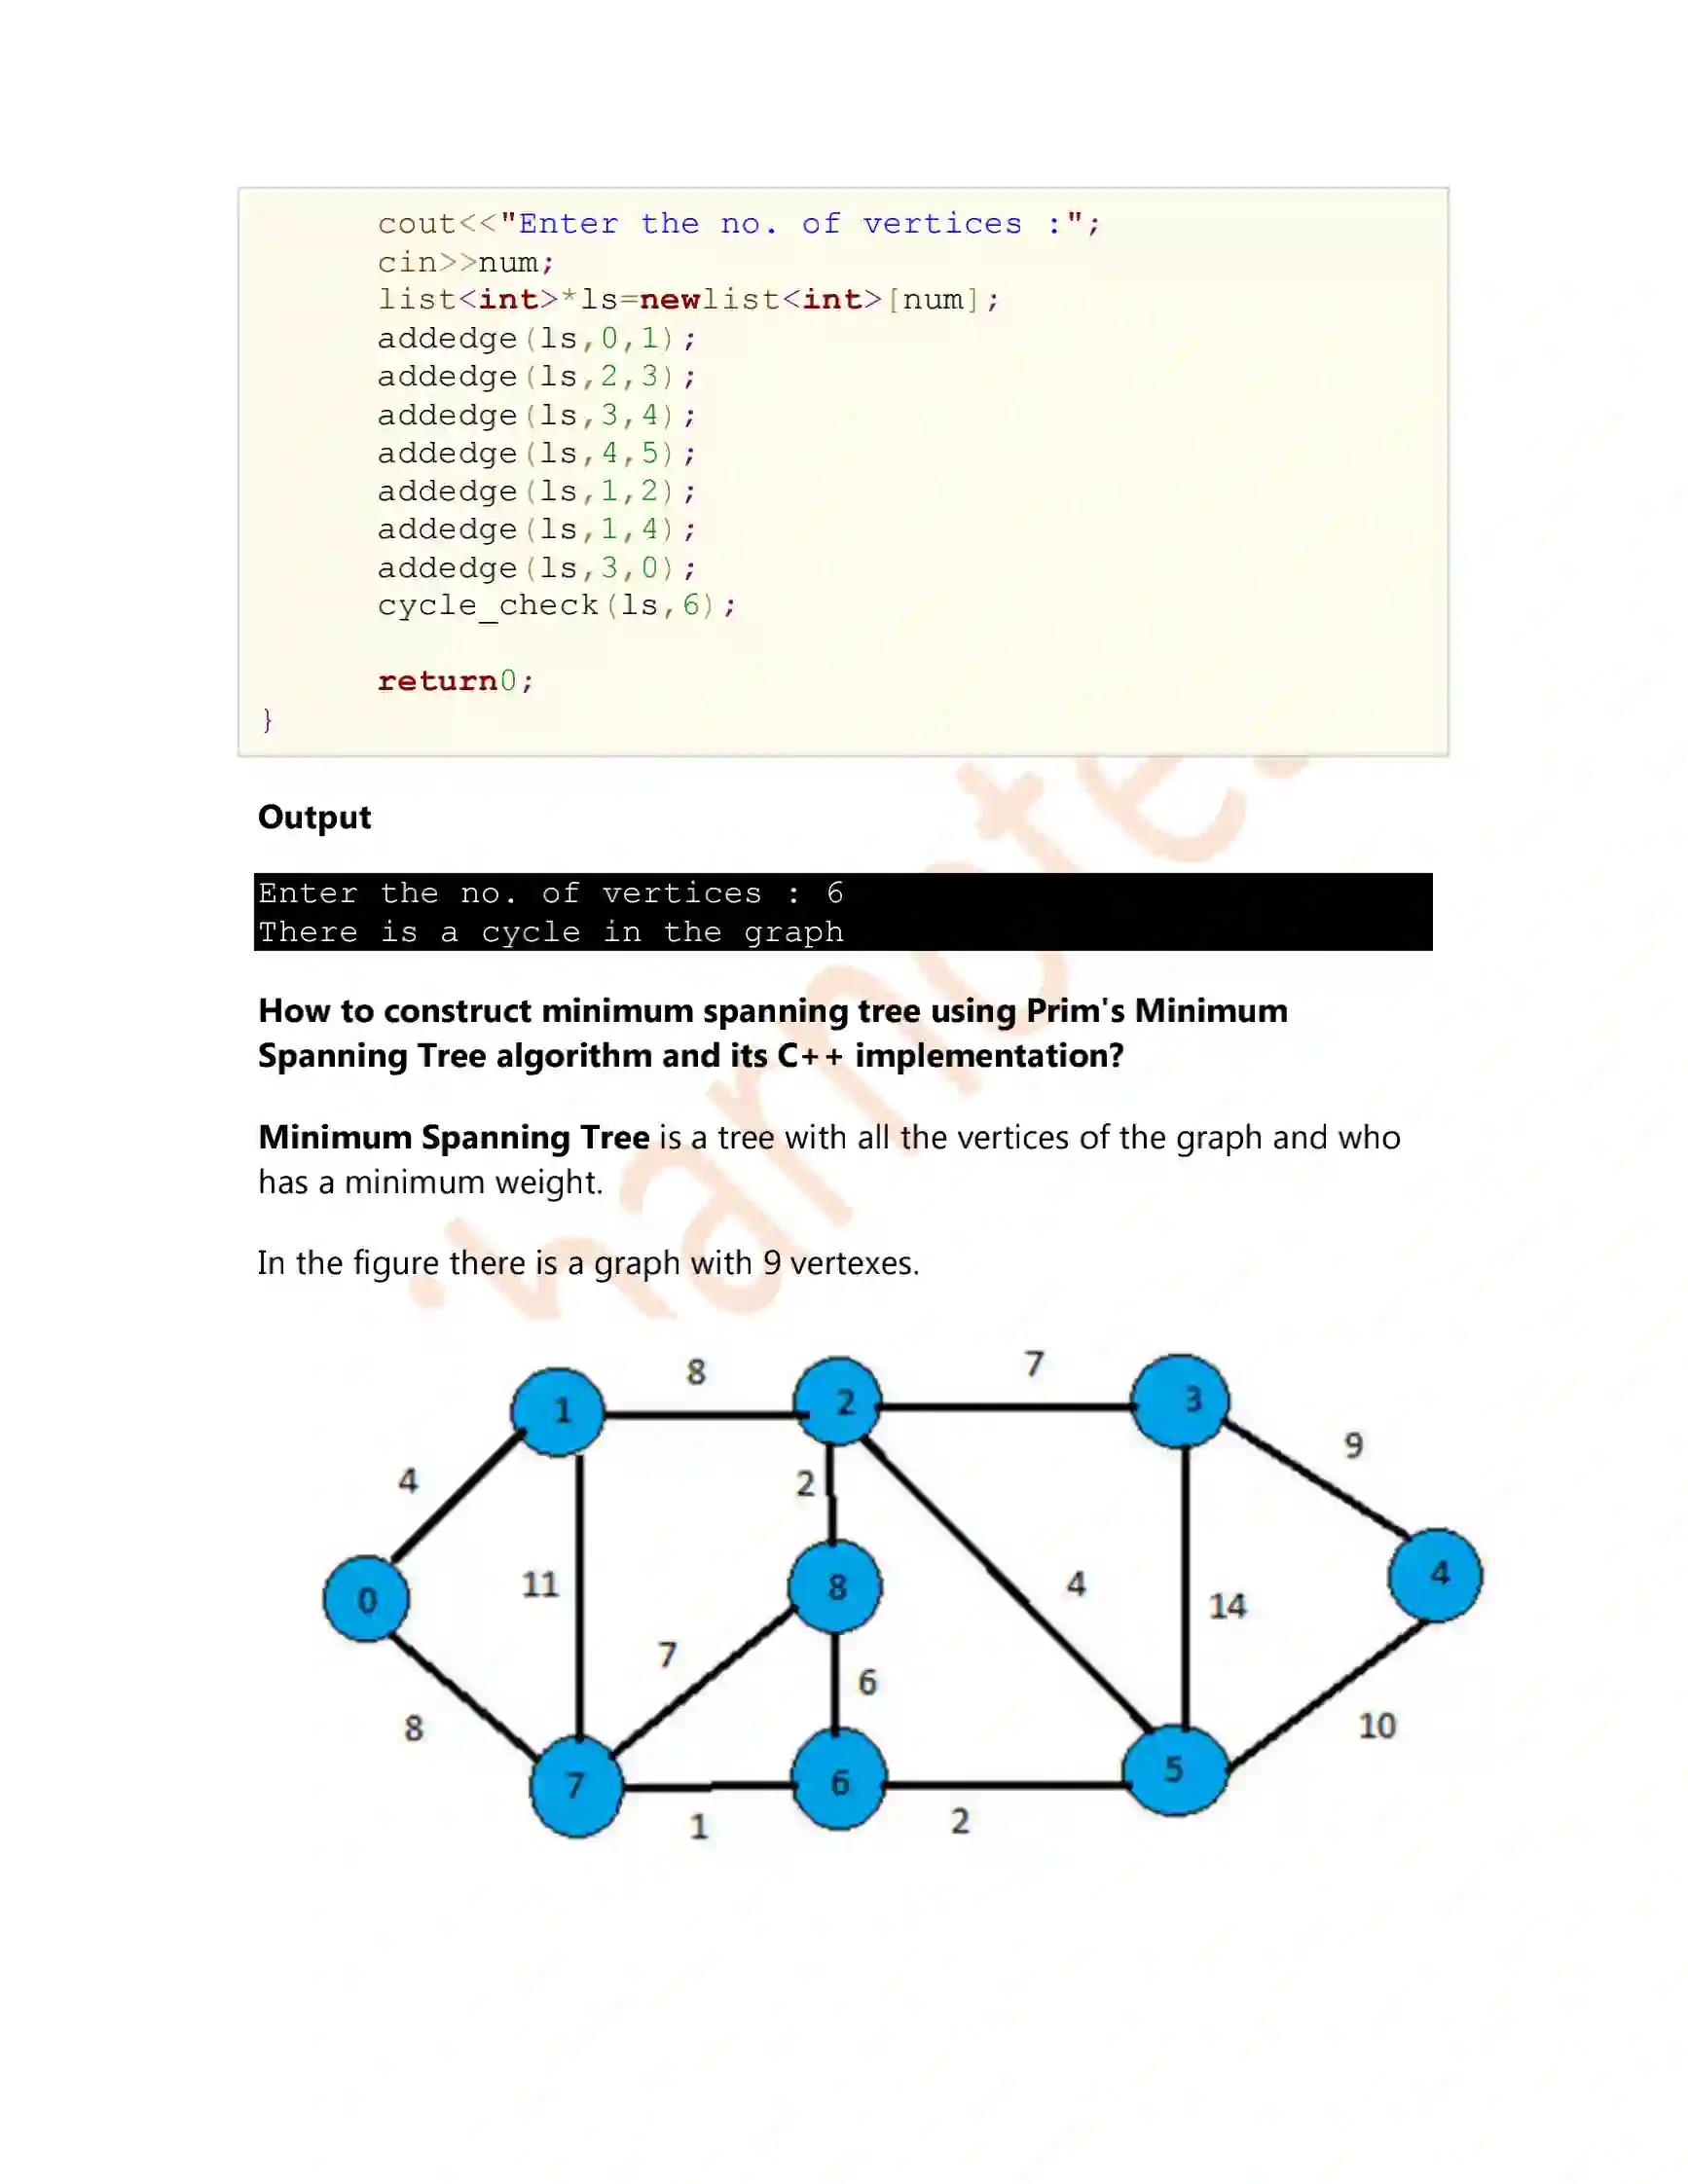 cout<<"Enter the no. of vertices :";
cin>>num;
list<int>*ls=newlist<int>[num];
addedge(ls,0,1);
addedge(ls,2,3);
addedge(ls,3,4);
addedge(ls,4,5);
addedge(ls,1,2);
addedge(ls,1,4);
addedge(ls,3,0);
cycle_check(ls,6);
return0;
}
Output
Enter the no. of vertices : 6
There is a cycle in the graph
How to construct minimum spanning tree using Prim's Minimum
Spanning Tree algorithm and its C++ implementation?
Minimum Spanning Tree is a tree with all the vertices of the graph and who
has a minimum weight.
In the figure there is a graph with 9 vertexes.
8 7
1 2 3
9
4 2
4
11 8 4 14
0
7
6
8 10
7 6 5
1 2